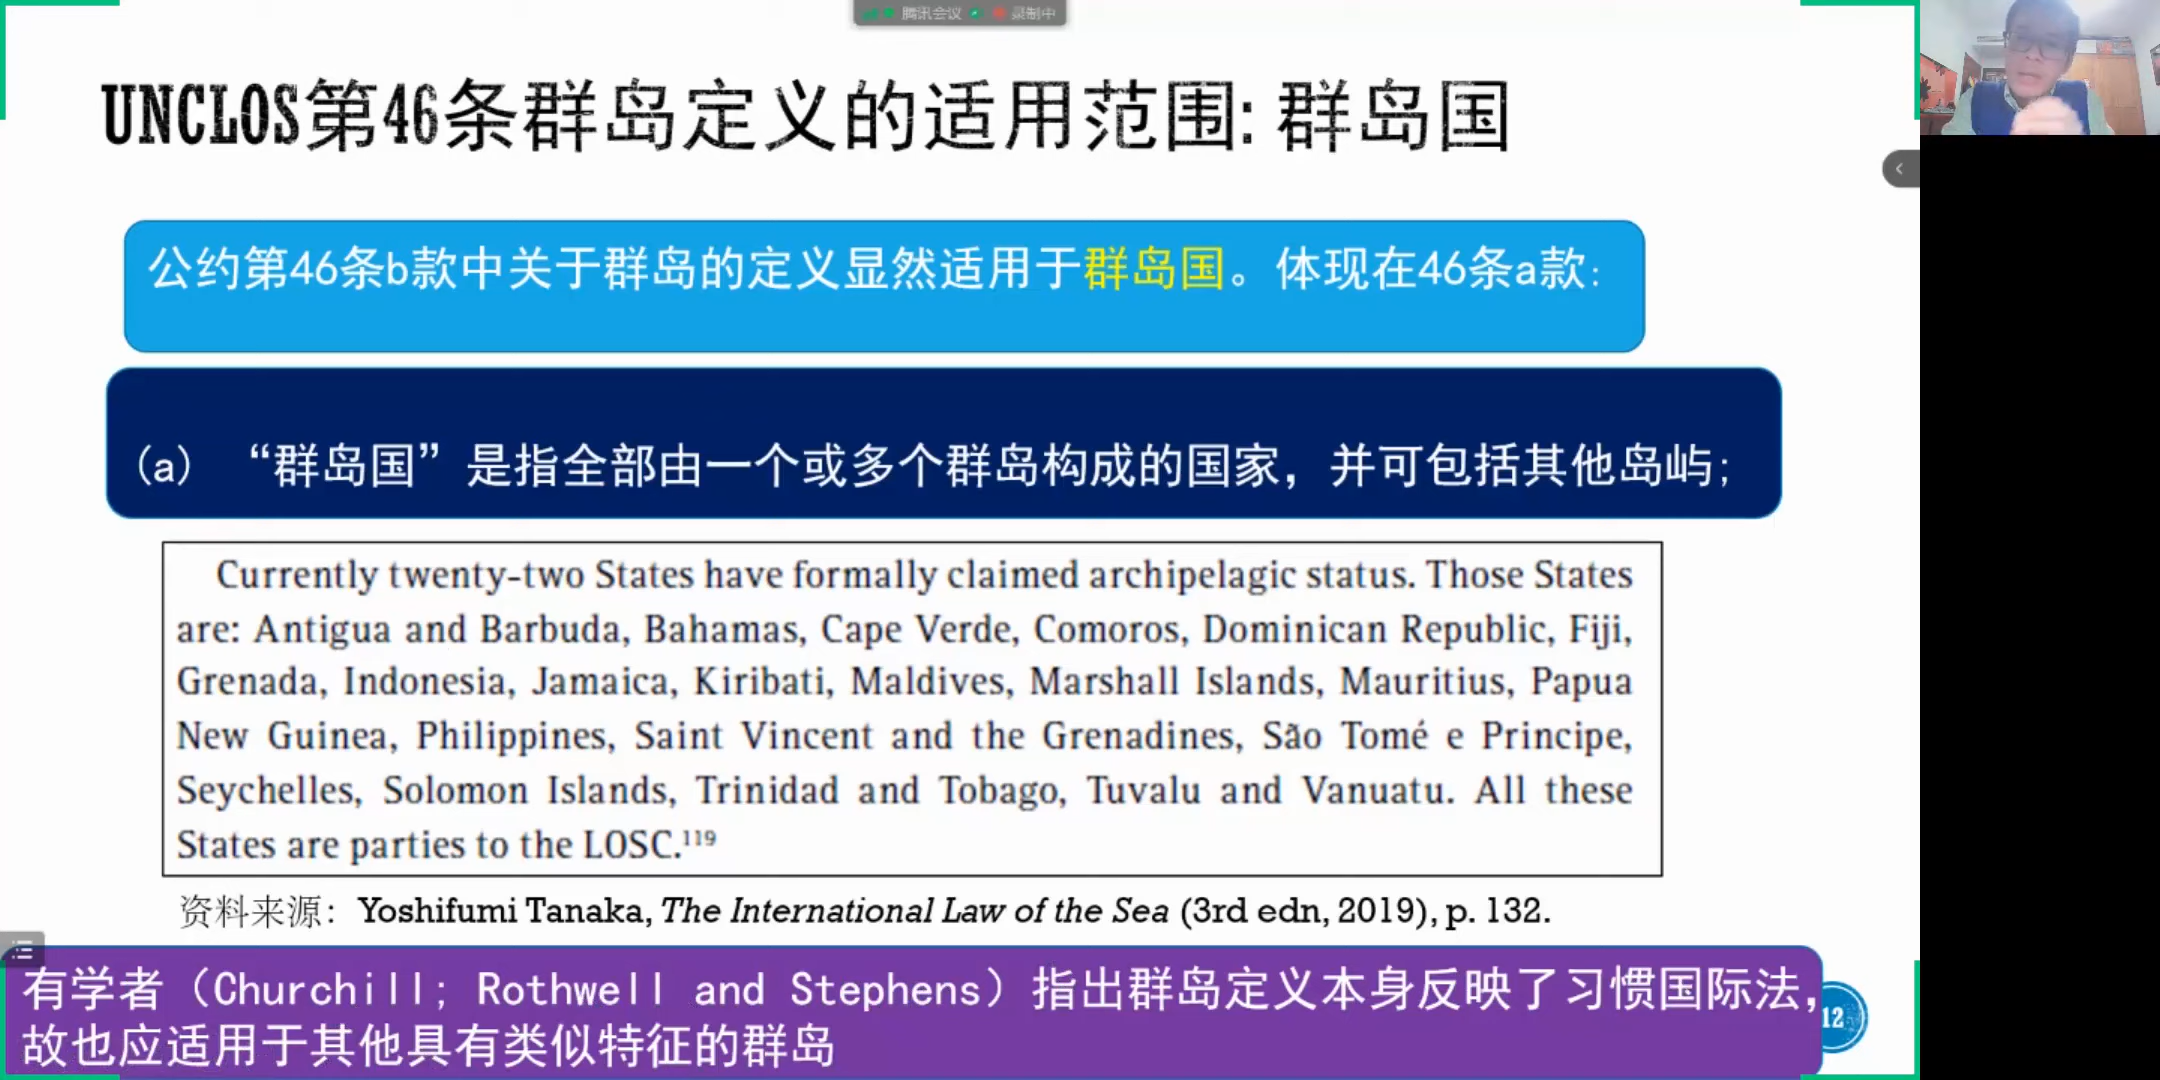 腾讯会议 录制中
UNCLOS第46条群岛定义的适用范围: 群岛国
公约第46条b款中关于群岛的定义显然适用于群岛国。体现在46条a款:
(a) “群岛国”是指全部由一个或多个群岛构成的国家，并可包括其他岛屿;
Currently twenty-two States have formally claimed archipelagic status. Those States
are: Antigua and Barbuda, Bahamas, Cape Verde, Comoros, Dominican Republic, Fiji,
Grenada, Indonesia, Jamaica, Kiribati, Maldives, Marshall Islands, Mauritius, Papua
New Guinea, Philippines, Saint Vincent and the Grenadines, São Tomé e Principe,
Seychelles, Solomon Islands, Trinidad and Tobago, Tuvalu and Vanuatu. All these
States are parties to the LOSC.¹¹⁹
资料来源: Yoshifumi Tanaka, The International Law of the Sea (3rd edn, 2019), p. 132.
有学者（Churchill; Rothwell and Stephens）指出群岛定义本身反映了习惯国际法,
故也应适用于其他具有类似特征的群岛
12